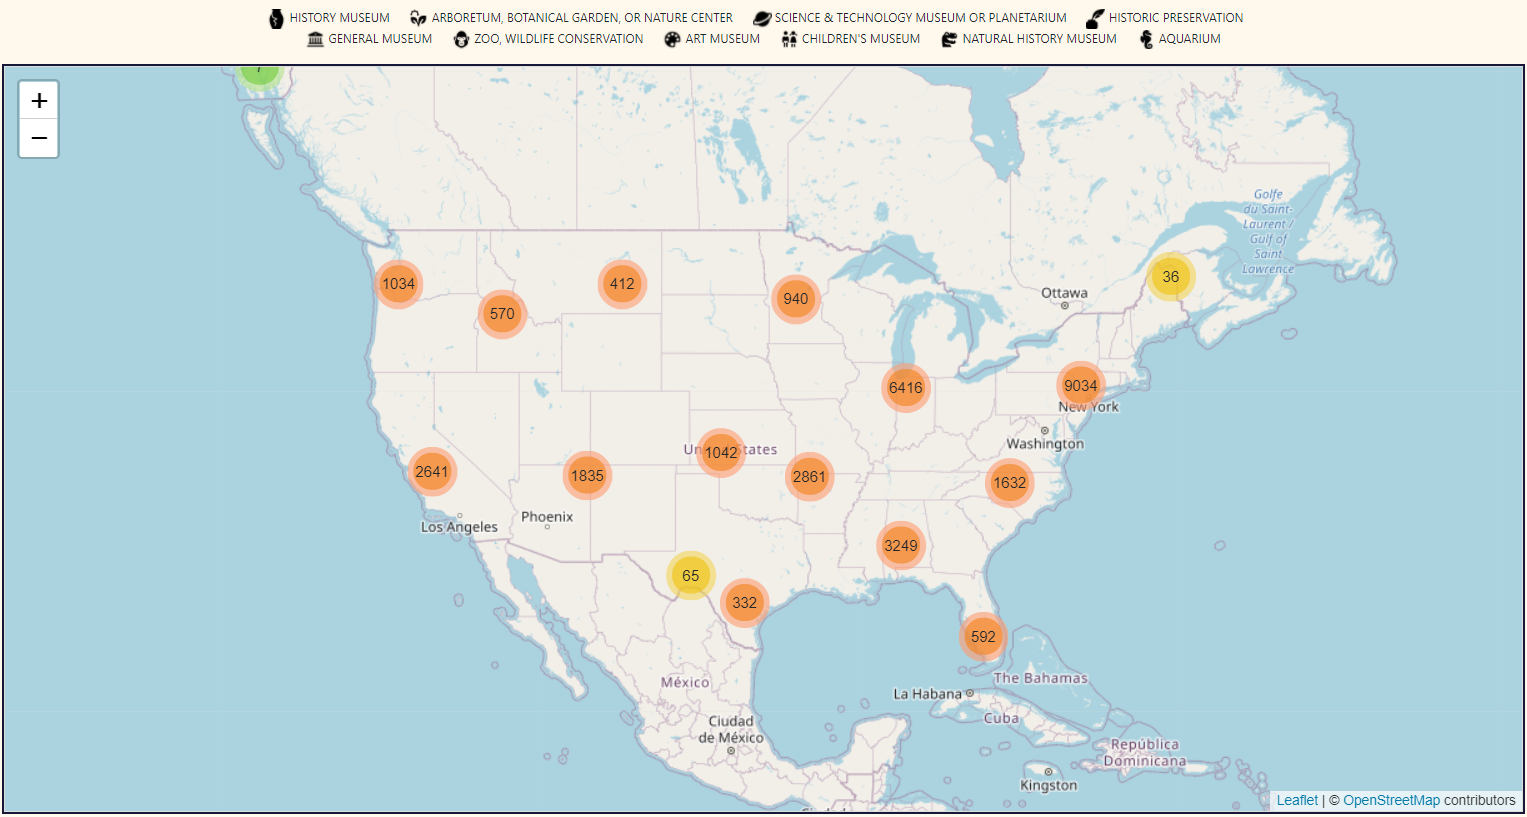 HISTORY MUSEUM ARBORETUM, BOTANICAL GARDEN, OR NATURE CENTER SCIENCE & TECHNOLOGY MUSEUM OR PLANETARIUM HISTORIC PRESERVATION
GENERAL MUSEUM ZOO, WILDLIFE CONSERVATION ART MUSEUM CHILDREN'S MUSEUM NATURAL HISTORY MUSEUM AQUARIUM
+
−
Golfe
du Saint-
Laurent /
Gulf of
Saint
Lawrence
36
1034
412
Ottawa
940
570
6416
9034
New York
Washington
United States
1042
2641
1835
2861
1632
Los Angeles
Phoenix
3249
65
332
592
México
The Bahamas
La Habana
Cuba
Ciudad
de México
República
Dominicana
Kingston
Leaflet | © OpenStreetMap contributors